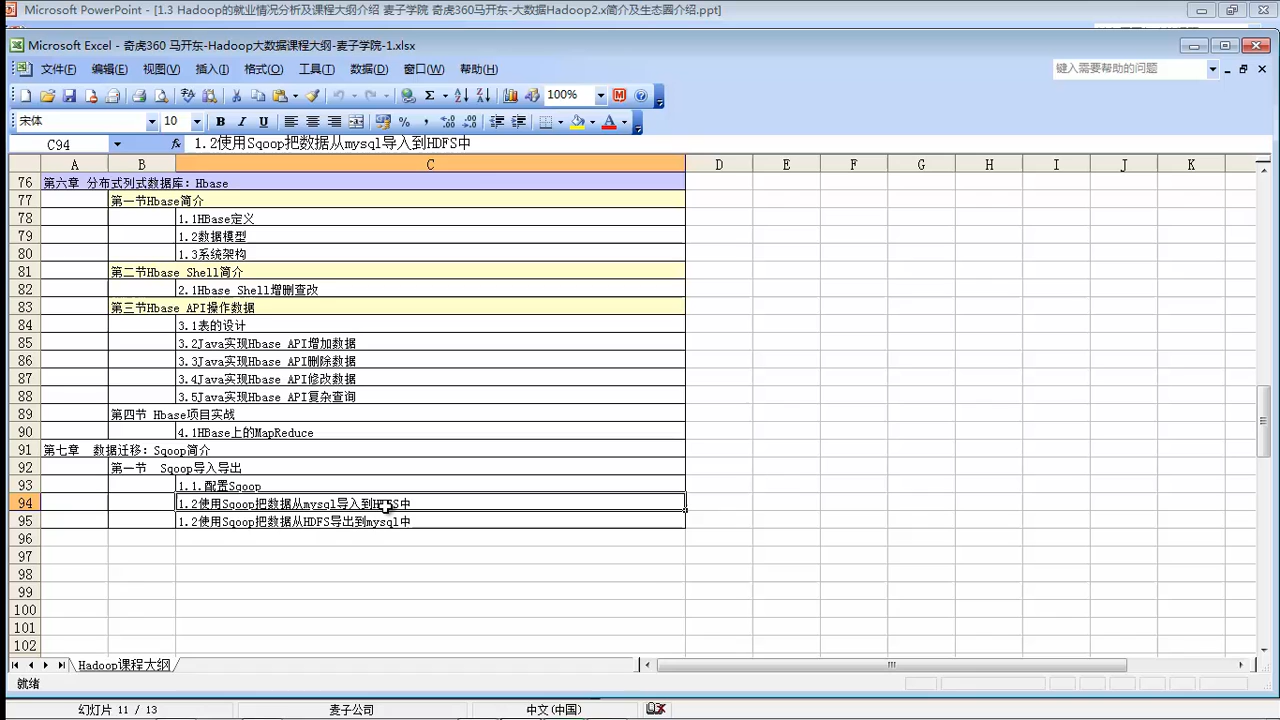 Microsoft PowerPoint - [1.3 Hadoop的就业情况分析及课程大纲介绍 麦子学院 奇虎360马开东-大数据Hadoop2.x简介及生态圈介绍.ppt]
Microsoft Excel - 奇虎360 马开东-Hadoop大数据课程大纲-麦子学院-1.xlsx
文件(F) 编辑(E) 视图(V) 插入(I) 格式(O) 工具(T) 数据(D) 窗口(W) 帮助(H) 键入需要帮助的问题
100%
宋体 10 B I U
C94 fx 1.2使用Sqoop把数据从mysql导入到HDFS中
A B C D E F G H I J K
76 第六章 分布式列式数据库：Hbase
77 第一节Hbase简介
78 1.1HBase定义
79 1.2数据模型
80 1.3系统架构
81 第二节Hbase Shell简介
82 2.1Hbase Shell增删查改
83 第三节Hbase API操作数据
84 3.1表的设计
85 3.2Java实现Hbase API增加数据
86 3.3Java实现Hbase API删除数据
87 3.4Java实现Hbase API修改数据
88 3.5Java实现Hbase API复杂查询
89 第四节 Hbase项目实战
90 4.1HBase上的MapReduce
91 第七章 数据迁移：Sqoop简介
92 第一节 Sqoop导入导出
93 1.1.配置Sqoop
94 1.2使用Sqoop把数据从mysql导入到HDFS中
95 1.2使用Sqoop把数据从HDFS导出到mysql中
96
97
98
99
100
101
102
Hadoop课程大纲
就绪
幻灯片 11 / 13 麦子公司 中文(中国)